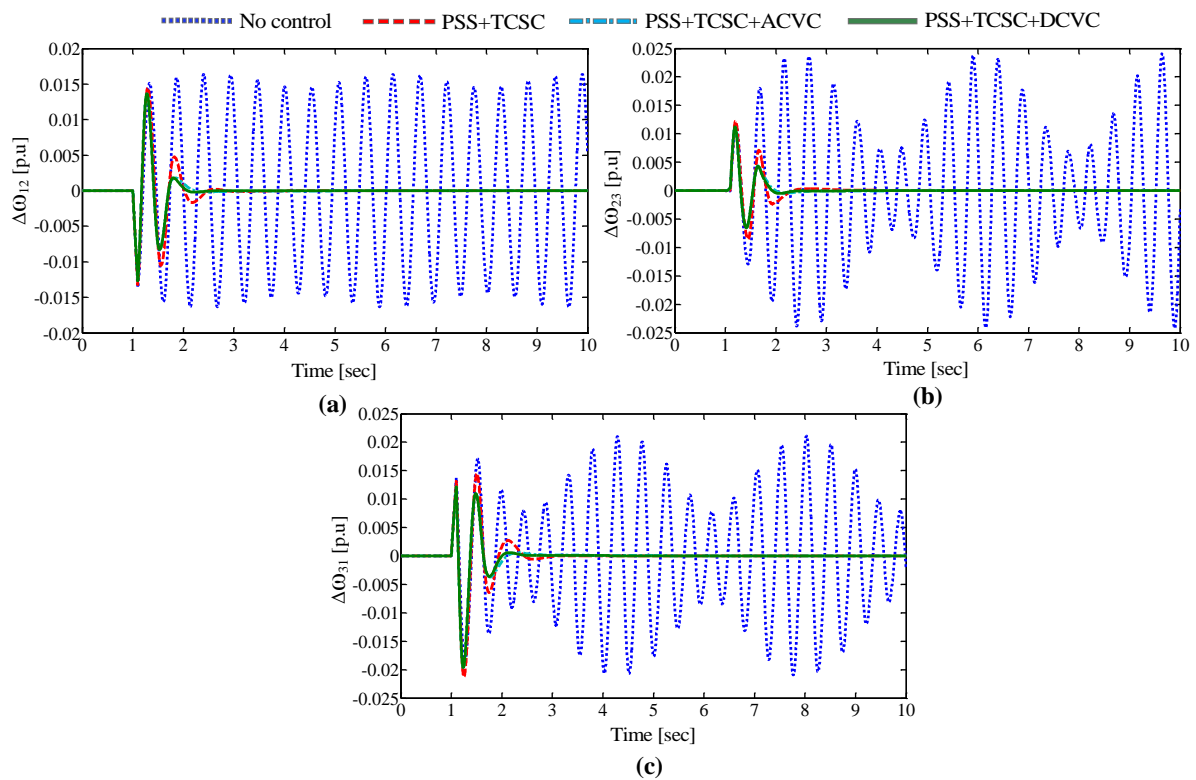 No control PSS+TCSC PSS+TCSC+ACVC PSS+TCSC+DCVC
0.02
0.015
0.01
0.005
0
-0.005
-0.01
-0.015
-0.02
Δω12 [p.u]
0 1 2 3 4 5 6 7 8 9 10
Time [sec]
(a)
0.025
0.02
0.015
0.01
0.005
0
-0.005
-0.01
-0.015
-0.02
-0.025
Δω23 [p.u]
0 1 2 3 4 5 6 7 8 9 10
Time [sec]
(b)
0.025
0.02
0.015
0.01
0.005
0
-0.005
-0.01
-0.015
-0.02
-0.025
Δω31 [p.u]
0 1 2 3 4 5 6 7 8 9 10
Time [sec]
(c)